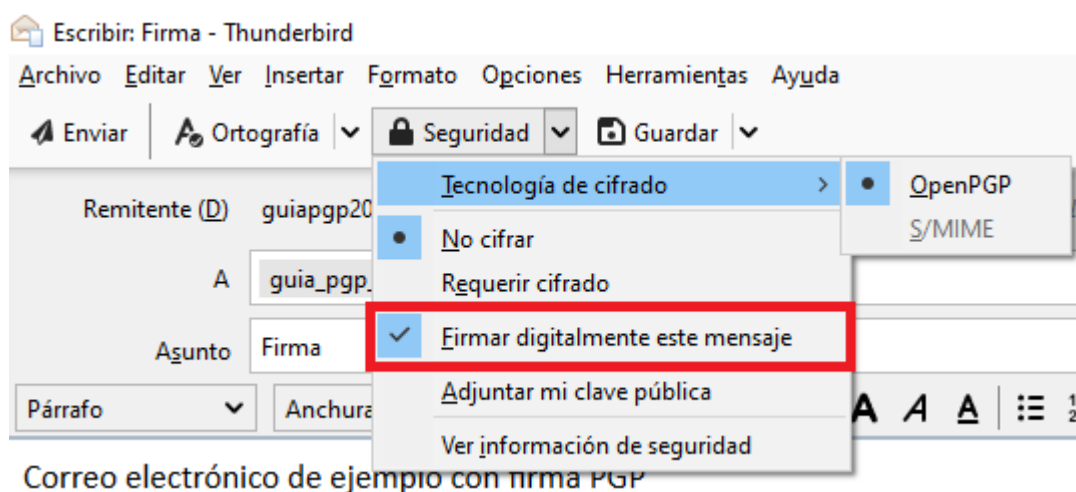 Escribir: Firma - Thunderbird
Archivo Editar Ver Insertar Formato Opciones Herramientas Ayuda
Enviar Ortografía Seguridad Guardar
Tecnología de cifrado OpenPGP
Remitente (D) guiapgp20
No cifrar S/MIME
A guia_pgp_
Requerir cifrado
Asunto Firma
Firmar digitalmente este mensaje
Adjuntar mi clave pública
Párrafo Anchura A A A
Ver información de seguridad
Correo electrónico de ejemplo con firma PGP